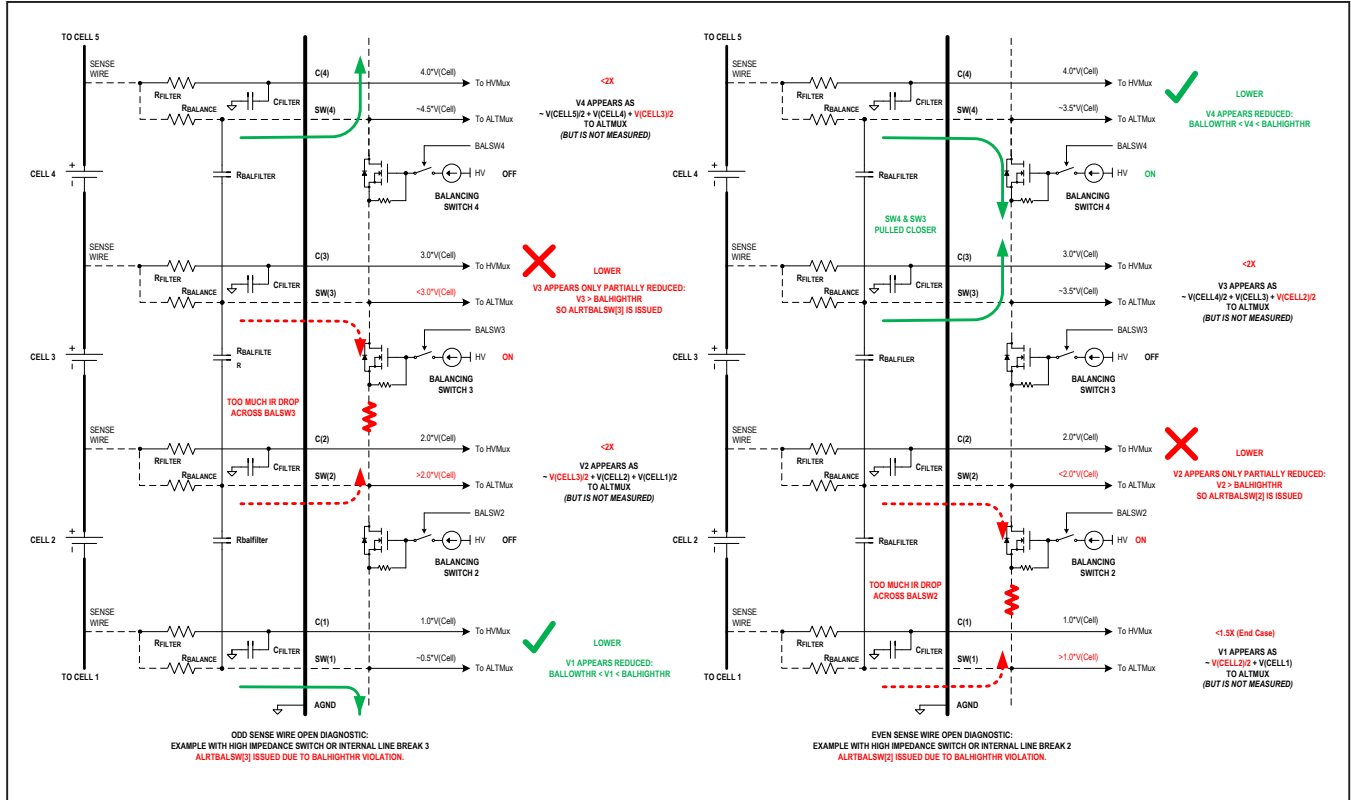 TO CELL 5
SENSE
WIRE
RFILTER
RBALANCE
CFILTER
C(4)
SW(4)
4.0*V(Cell)
To HVMux
~4.5*V(Cell)
To ALTMux
<2X
V4 APPEARS AS
~ V(CELL5)/2 + V(CELL4) + V(CELL3)/2
TO ALTMUX
(BUT IS NOT MEASURED)
BALSW4
HV
OFF
BALANCING
SWITCH 4
CELL 4
+
-
RBALFILTER
SENSE
WIRE
RFILTER
RBALANCE
CFILTER
C(3)
SW(3)
3.0*V(Cell)
To HVMux
<3.0*V(Cell)
To ALTMux
LOWER
V3 APPEARS ONLY PARTIALLY REDUCED:
V3 > BALHIGHTHR
SO ALRTBALSW[3] IS ISSUED
BALSW3
HV
ON
BALANCING
SWITCH 3
CELL 3
+
-
RBALFILTE
R
TOO MUCH IR DROP
ACROSS BALSW3
SENSE
WIRE
RFILTER
RBALANCE
CFILTER
C(2)
SW(2)
2.0*V(Cell)
To HVMux
>2.0*V(Cell)
To ALTMux
<2X
V2 APPEARS AS
~ V(CELL3)/2 + V(CELL2) + V(CELL1)/2
TO ALTMUX
(BUT IS NOT MEASURED)
BALSW2
HV
OFF
BALANCING
SWITCH 2
CELL 2
+
-
Rbalfilter
SENSE
WIRE
RFILTER
RBALANCE
CFILTER
C(1)
SW(1)
1.0*V(Cell)
To HVMux
~0.5*V(Cell)
To ALTMux
LOWER
V1 APPEARS REDUCED:
BALLOWTHR < V1 < BALHIGHTHR
TO CELL 1
AGND
ODD SENSE WIRE OPEN DIAGNOSTIC:
EXAMPLE WITH HIGH IMPEDANCE SWITCH OR INTERNAL LINE BREAK 3
ALRTBALSW[3] ISSUED DUE TO BALHIGHTHR VIOLATION.
TO CELL 5
SENSE
WIRE
RFILTER
RBALANCE
CFILTER
C(4)
SW(4)
4.0*V(Cell)
To HVMux
~3.5*V(Cell)
To ALTMux
LOWER
V4 APPEARS REDUCED:
BALLOWTHR < V4 < BALHIGHTHR
BALSW4
HV
ON
BALANCING
SWITCH 4
CELL 4
+
-
RBALFILTER
SW4 & SW3
PULLED CLOSER
SENSE
WIRE
RFILTER
RBALANCE
CFILTER
C(3)
SW(3)
3.0*V(Cell)
To HVMux
~3.5*V(Cell)
To ALTMux
<2X
V3 APPEARS AS
~ V(CELL4)/2 + V(CELL3) + V(CELL2)/2
TO ALTMUX
(BUT IS NOT MEASURED)
BALSW3
HV
OFF
BALANCING
SWITCH 3
CELL 3
+
-
RBALFILER
SENSE
WIRE
RFILTER
RBALANCE
CFILTER
C(2)
SW(2)
2.0*V(Cell)
To HVMux
<2.0*V(Cell)
To ALTMux
LOWER
V2 APPEARS ONLY PARTIALLY REDUCED:
V2 > BALHIGHTHR
SO ALRTBALSW[2] IS ISSUED
BALSW2
HV
ON
BALANCING
SWITCH 2
CELL 2
+
-
RBALFILTER
TOO MUCH IR DROP
ACROSS BALSW2
SENSE
WIRE
RFILTER
RBALANCE
CFILTER
C(1)
SW(1)
1.0*V(Cell)
To HVMux
>1.0*V(Cell)
To ALTMux
<1.5X (End Case)
V1 APPEARS AS
~ V(CELL2)/2 + V(CELL1)
TO ALTMUX
(BUT IS NOT MEASURED)
TO CELL 1
AGND
EVEN SENSE WIRE OPEN DIAGNOSTIC:
EXAMPLE WITH HIGH IMPEDANCE SWITCH OR INTERNAL LINE BREAK 2
ALRTBALSW[2] ISSUED DUE TO BALHIGHTHR VIOLATION.